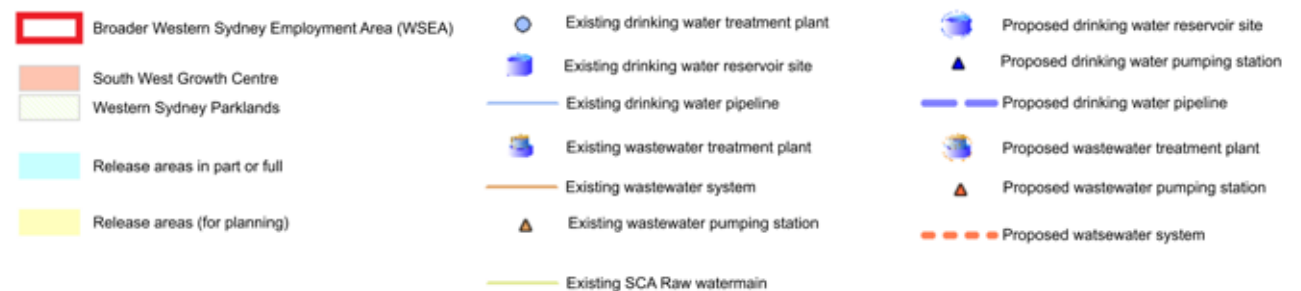 Broader Western Sydney Employment Area (WSEA)
South West Growth Centre
Western Sydney Parklands
Release areas in part or full
Release areas (for planning)
Existing drinking water treatment plant
Existing drinking water reservoir site
Existing drinking water pipeline
Existing wastewater treatment plant
Existing wastewater system
Existing wastewater pumping station
Existing SCA Raw watermain
Proposed drinking water reservoir site
Proposed drinking water pumping station
Proposed drinking water pipeline
Proposed wastewater treatment plant
Proposed wastewater pumping station
Proposed watsewater system